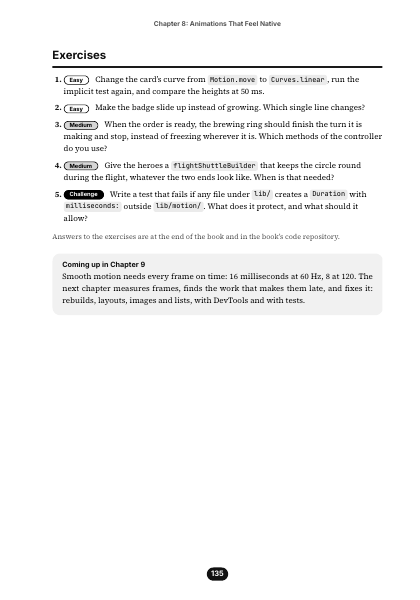 Chapter 8: Animations That Feel Native
Exercises
1. Easy Change the card's curve from Motion.move to Curves.linear, run the
implicit test again, and compare the heights at 50 ms.
2. Easy Make the badge slide up instead of growing. Which single line changes?
3. Medium When the order is ready, the brewing ring should finish the turn it is
making and stop, instead of freezing wherever it is. Which methods of the controller
do you use?
4. Medium Give the heroes a flightShuttleBuilder that keeps the circle round
during the flight, whatever the two ends look like. When is that needed?
5. Challenge Write a test that fails if any file under lib/ creates a Duration with
milliseconds: outside lib/motion/. What does it protect, and what should it
allow?
Answers to the exercises are at the end of the book and in the book's code repository.
Coming up in Chapter 9
Smooth motion needs every frame on time: 16 milliseconds at 60 Hz, 8 at 120. The
next chapter measures frames, finds the work that makes them late, and fixes it:
rebuilds, layouts, images and lists, with DevTools and with tests.
135